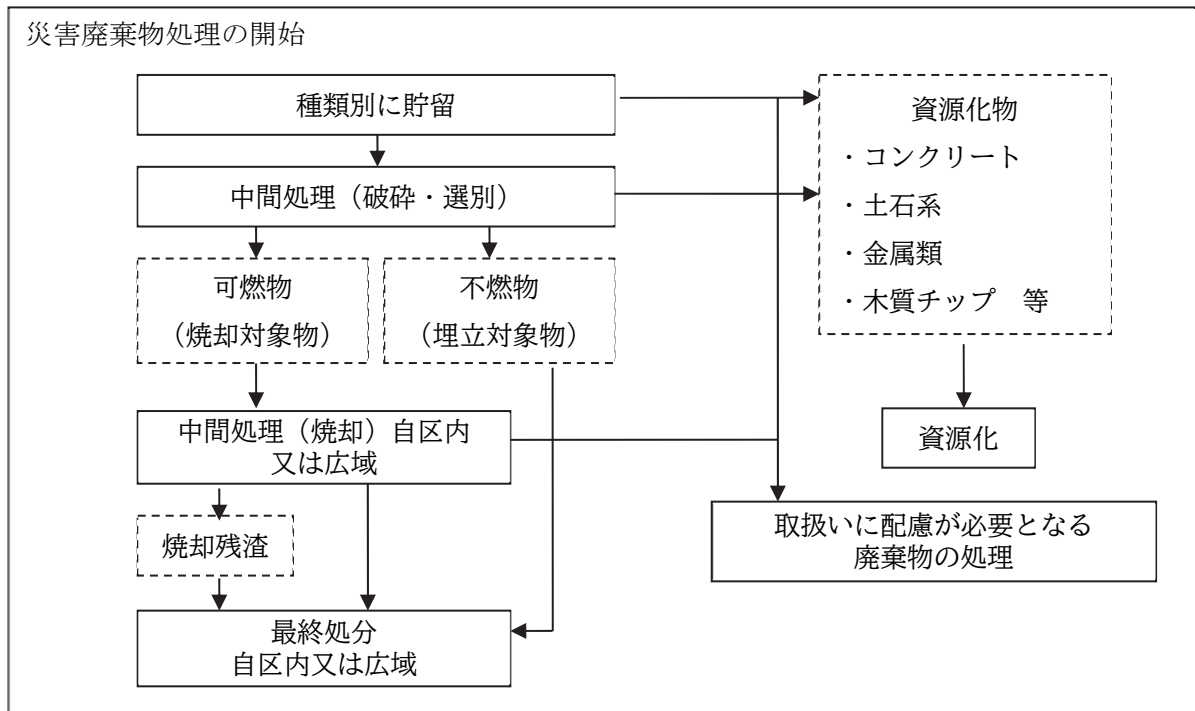 災害廃棄物処理の開始
種類別に貯留
中間処理（破砕・選別）
可燃物
（焼却対象物）
不燃物
（埋立対象物）
中間処理（焼却）自区内
又は広域
焼却残渣
最終処分
自区内又は広域
資源化物
・コンクリート
・土石系
・金属類
・木質チップ　等
資源化
取扱いに配慮が必要となる
廃棄物の処理